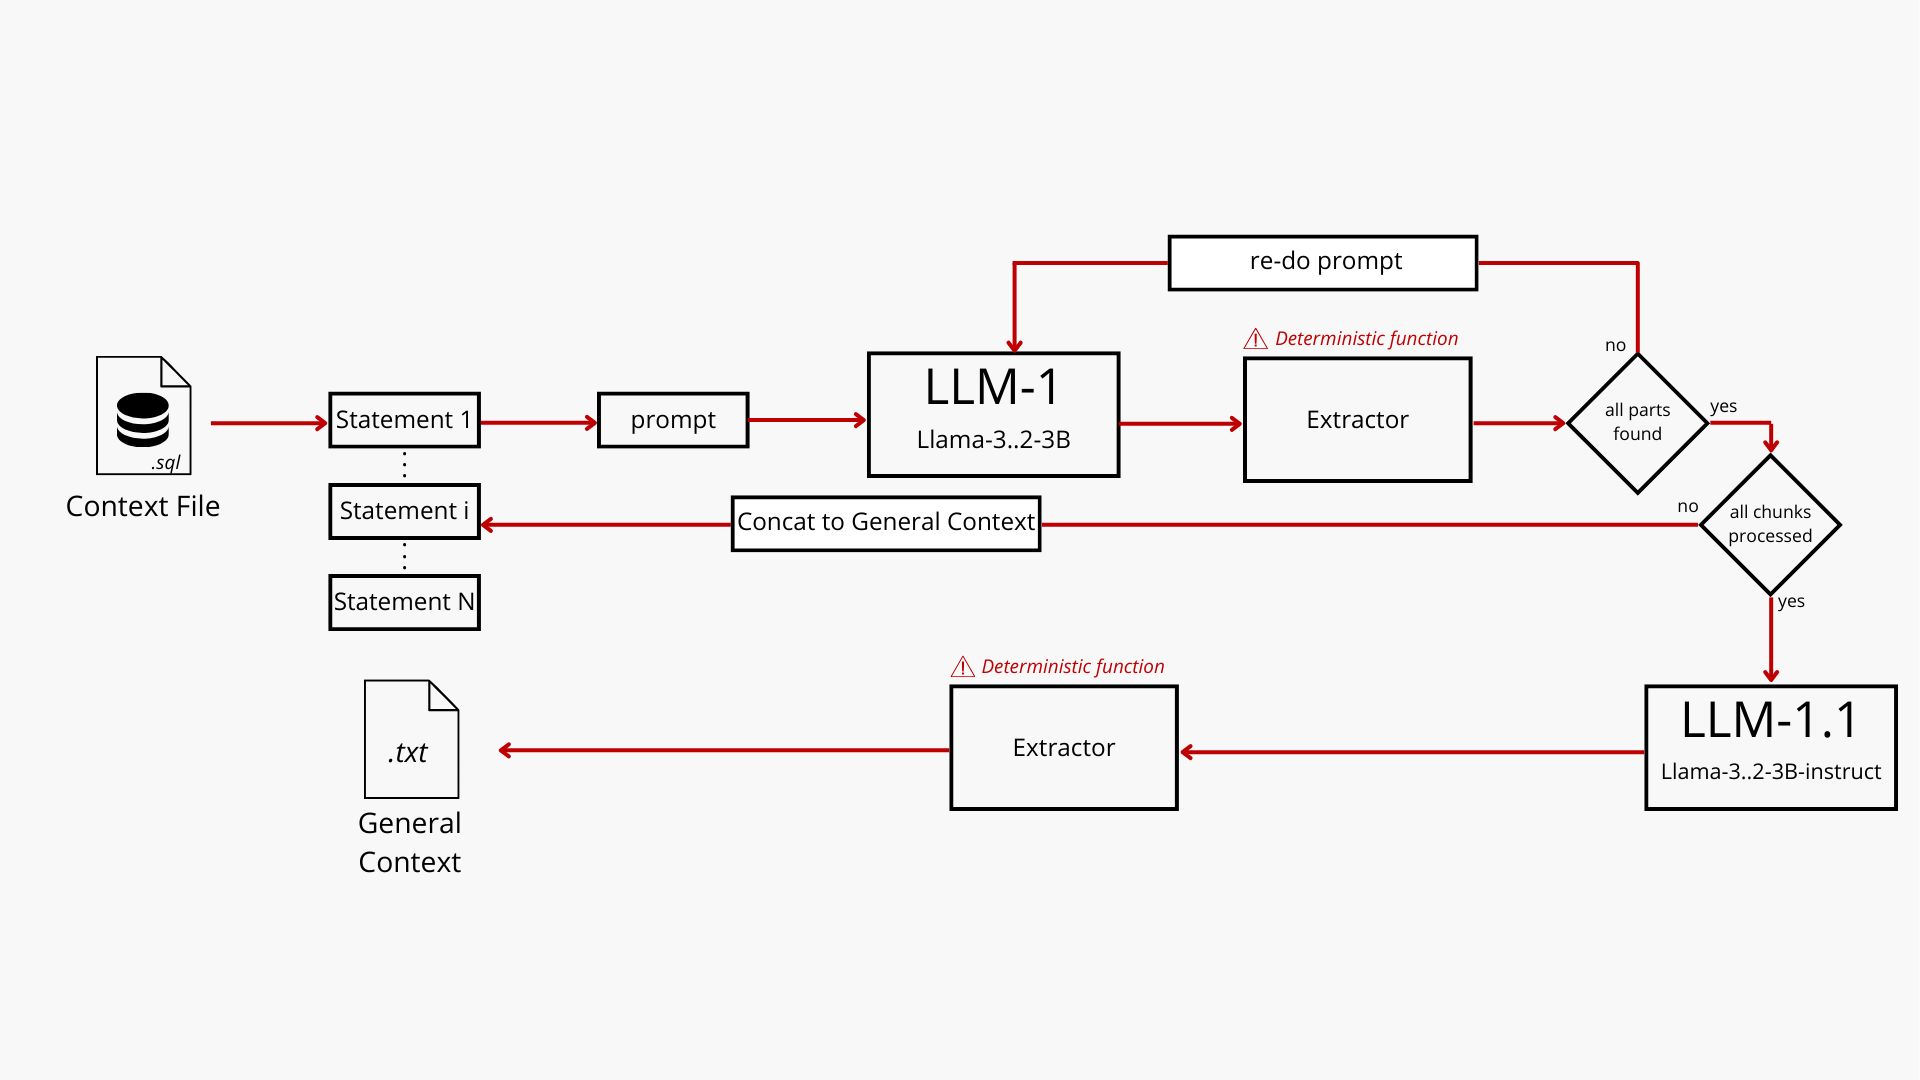 re-do prompt
Deterministic function
no
.sql
Context File
Statement 1
prompt
LLM-1
Llama-3..2-3B
Extractor
all parts
found
yes
Statement i
Concat to General Context
no
all chunks
processed
yes
Statement N
Deterministic function
.txt
General
Context
Extractor
LLM-1.1
Llama-3..2-3B-instruct